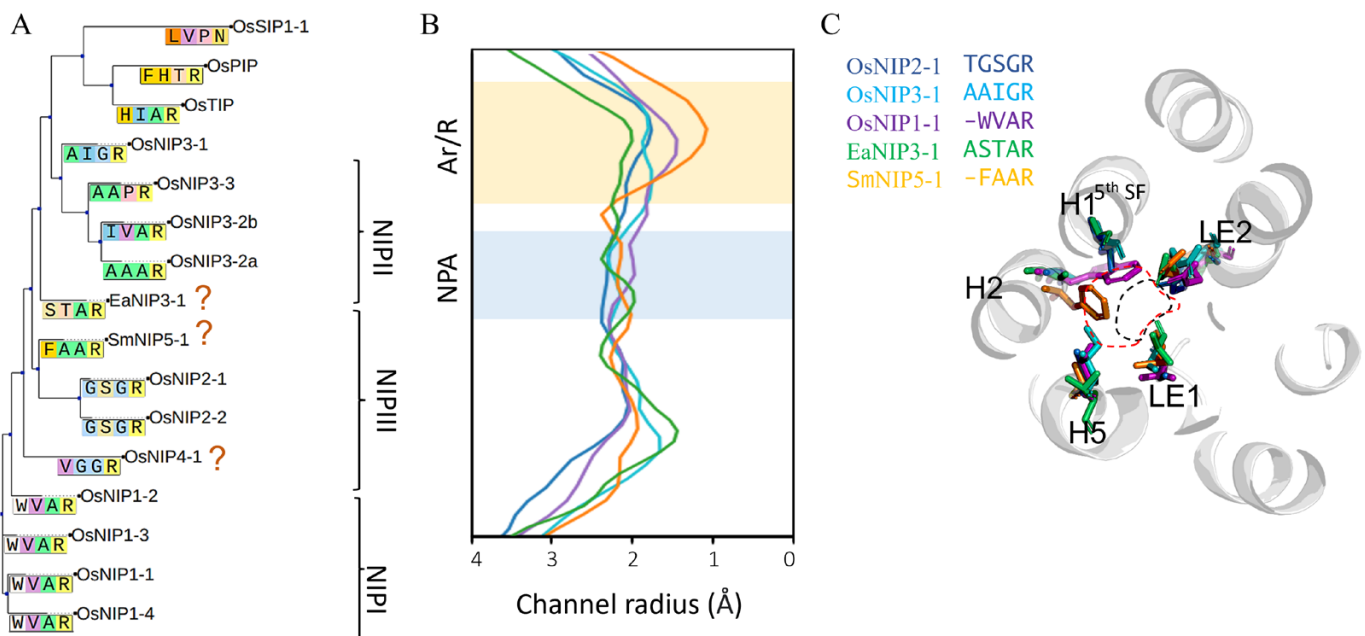 A
OsSIP1-1
LVPN
OsPIP
FHTR
OsTIP
HIAR
OsNIP3-1
AIGR
OsNIP3-3
AAPR
OsNIP3-2b
IVAR
OsNIP3-2a
AAAR
EaNIP3-1 ?
STAR
SmNIP5-1 ?
FAAR
OsNIP2-1
GSGR
OsNIP2-2
GSGR
OsNIP4-1 ?
VGGR
OsNIP1-2
WVAR
OsNIP1-3
WVAR
OsNIP1-1
WVAR
OsNIP1-4
WVAR
NIPII
NIPIII
NIPI
B
Ar/R
NPA
4 3 2 1 0
Channel radius (Å)
C
OsNIP2-1 TGSGR
OsNIP3-1 AAIGR
OsNIP1-1 -WVAR
EaNIP3-1 ASTAR
SmNIP5-1 -FAAR
H1 5th SF
LE2
H2
LE1
H5